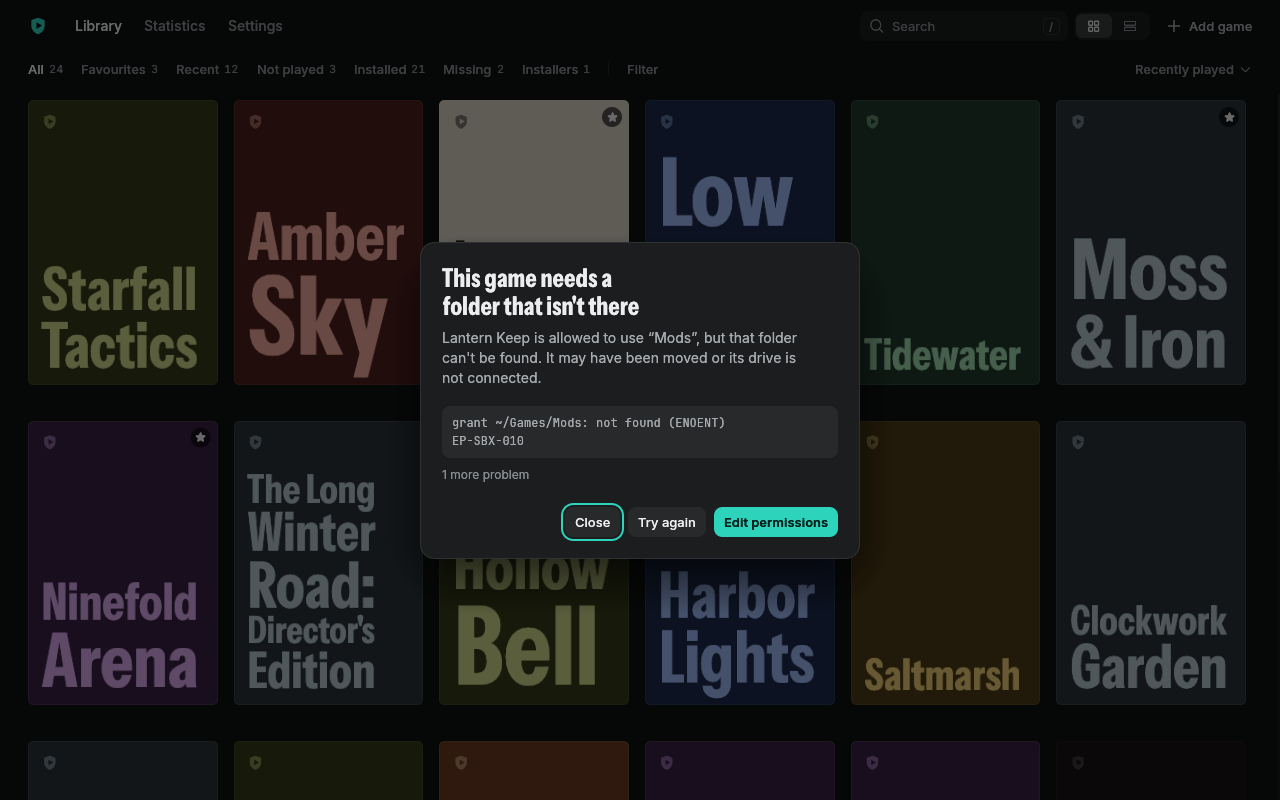 Library Statistics Settings
Search /
Add game
All 24 Favourites 3 Recent 12 Not played 3 Installed 21 Missing 2 Installers 1 Filter
Recently played
Starfall
Tactics
Amber
Sky
Low
Tidewater
Moss
& Iron
This game needs a
folder that isn't there
Lantern Keep is allowed to use “Mods”, but that folder
can't be found. It may have been moved or its drive is
not connected.
grant ~/Games/Mods: not found (ENOENT)
EP-SBX-010
1 more problem
Close Try again Edit permissions
Ninefold
Arena
The Long
Winter
Road:
Director's
Edition
Hollow
Bell
Harbor
Lights
Saltmarsh
Clockwork
Garden